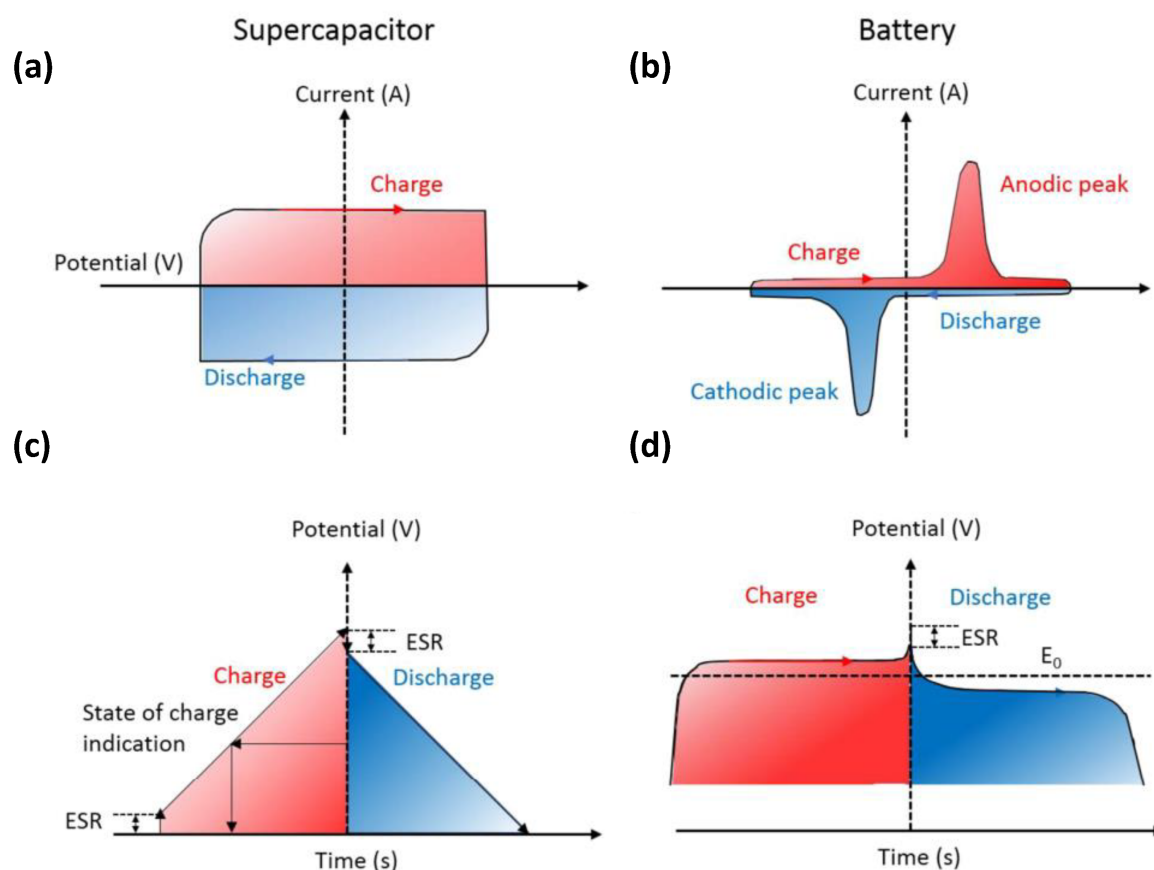 Supercapacitor
Battery
(a)
(b)
Current (A)
Current (A)
Charge
Anodic peak
Potential (V)
Charge
Discharge
Discharge
Cathodic peak
(c)
(d)
Potential (V)
Potential (V)
Charge
Discharge
ESR
ESR
E₀
Charge
Discharge
State of charge
indication
ESR
Time (s)
Time (s)